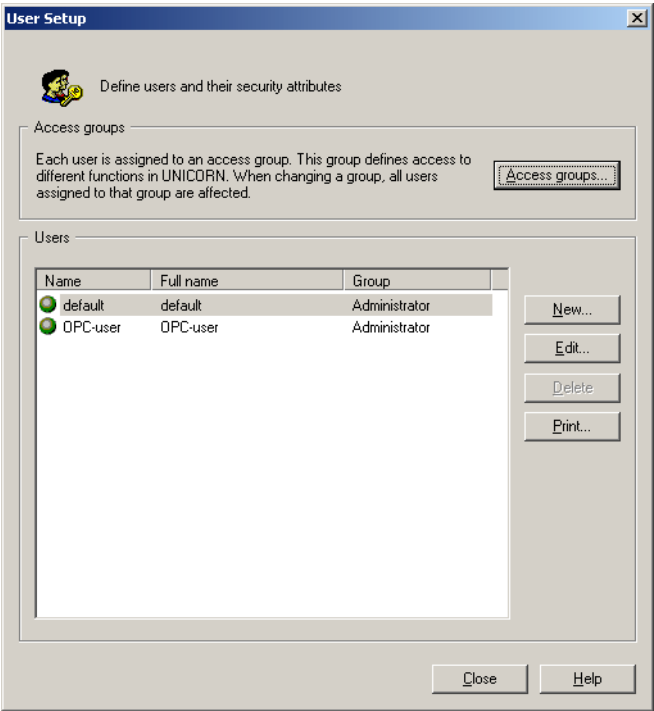 User Setup
Define users and their security attributes
Access groups
Each user is assigned to an access group. This group defines access to
different functions in UNICORN. When changing a group, all users
assigned to that group are affected.
Access groups...
Users
Name Full name Group
default default Administrator
OPC-user OPC-user Administrator
New...
Edit...
Delete
Print...
Close Help